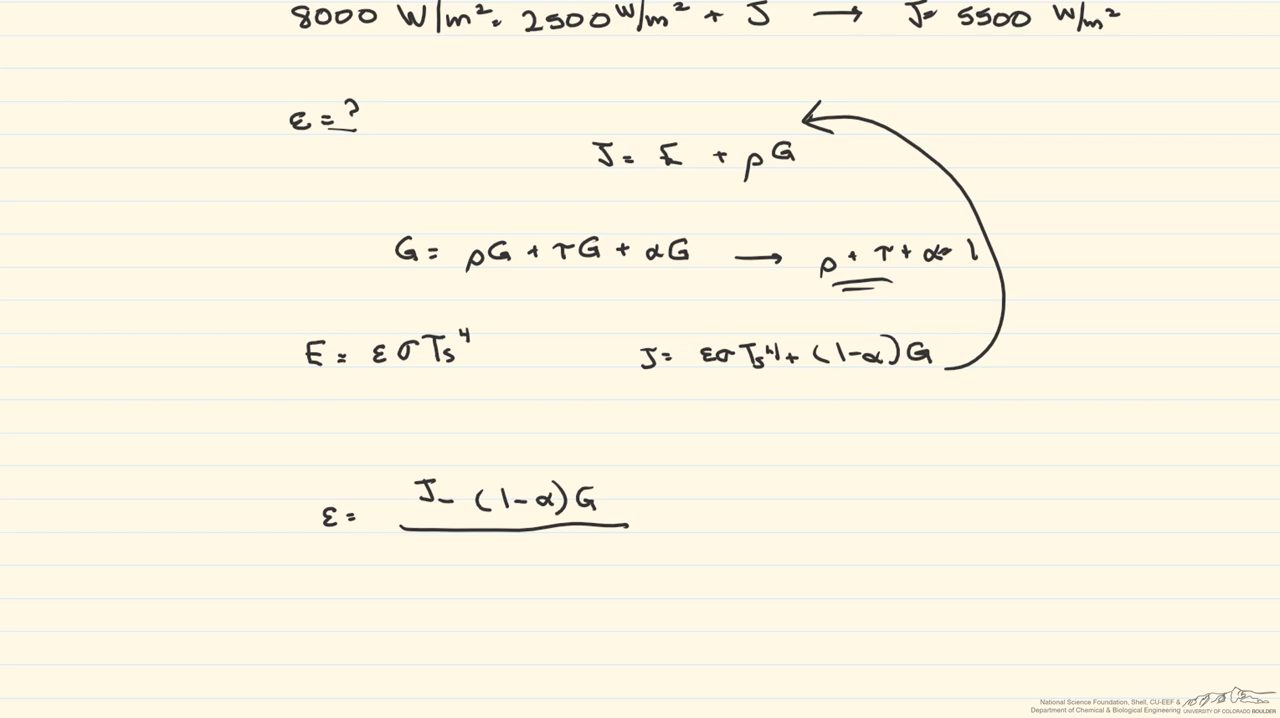 8000 W/m². 2500 W/m² + J → J= 5500 W/m²
ε = ?
J = E + ρG
G = ρG + τG + αG → ρ + τ + α = 1
E = εσTs⁴ J = εσTs⁴ + (1-α)G
J - (1-α)G
ε =
National Science Foundation, Shell, CU-EEF &
Department of Chemical & Biological Engineering UNIVERSITY OF COLORADO BOULDER